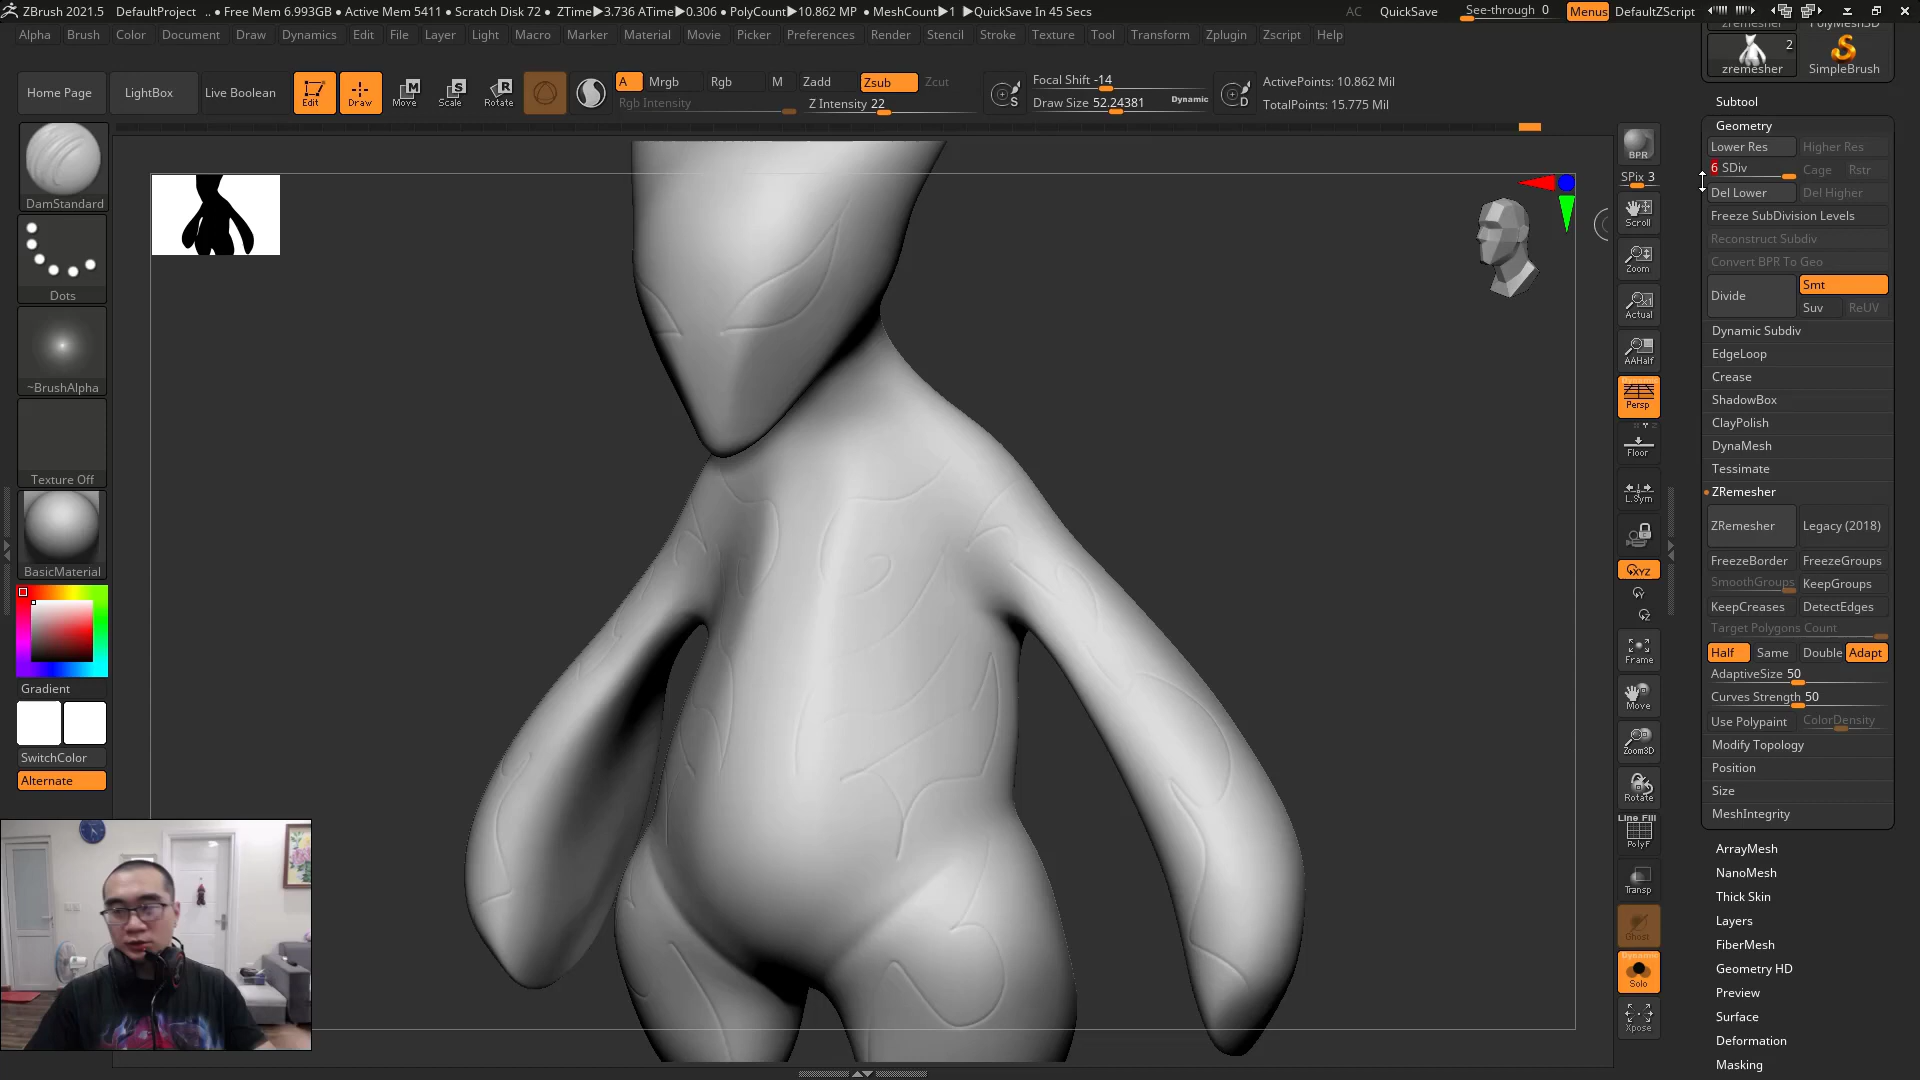 ZBrush 2021.5 DefaultProject .. ● Free Mem 6.993GB ● Active Mem 5411 ● Scratch Disk 72 ● ZTime▶3.736 ATime▶0.306 ● PolyCount▶10.862 MP ● MeshCount▶1 ▶QuickSave In 45 Secs AC QuickSave See-through 0 Menus DefaultZScript
Alpha Brush Color Document Draw Dynamics Edit File Layer Light Macro Marker Material Movie Picker Preferences Render Stencil Stroke Texture Tool Transform Zplugin Zscript Help
Home Page LightBox Live Boolean Edit Draw Move Scale Rotate
A Mrgb Rgb M Zadd Zsub Zcut
Rgb Intensity Z Intensity 22
Focal Shift -14
Draw Size 52.24381 Dynamic
ActivePoints: 10.862 Mil
TotalPoints: 15.775 Mil
DamStandard
Dots
~BrushAlpha
Texture Off
BasicMaterial
Gradient
SwitchColor
Alternate
BPR
SPix 3
Scroll
Zoom
Actual
AAHalf
Dynamic
Persp
Floor
L.Sym
XYZ
Frame
Move
Zoom3D
Rotate
Line Fill
PolyF
Transp
Ghost
Dynamic
Solo
Xpose
zremesher PolyMesh3D
2
zremesher SimpleBrush
Subtool
Geometry
Lower Res Higher Res
6 SDiv Cage Rstr
Del Lower Del Higher
Freeze SubDivision Levels
Reconstruct Subdiv
Convert BPR To Geo
Divide Smt
Suv ReUV
Dynamic Subdiv
EdgeLoop
Crease
ShadowBox
ClayPolish
DynaMesh
Tessimate
ZRemesher
ZRemesher Legacy (2018)
FreezeBorder FreezeGroups
SmoothGroups KeepGroups
KeepCreases DetectEdges
Target Polygons Count
Half Same Double Adapt
AdaptiveSize 50
Curves Strength 50
Use Polypaint ColorDensity
Modify Topology
Position
Size
MeshIntegrity
ArrayMesh
NanoMesh
Thick Skin
Layers
FiberMesh
Geometry HD
Preview
Surface
Deformation
Masking